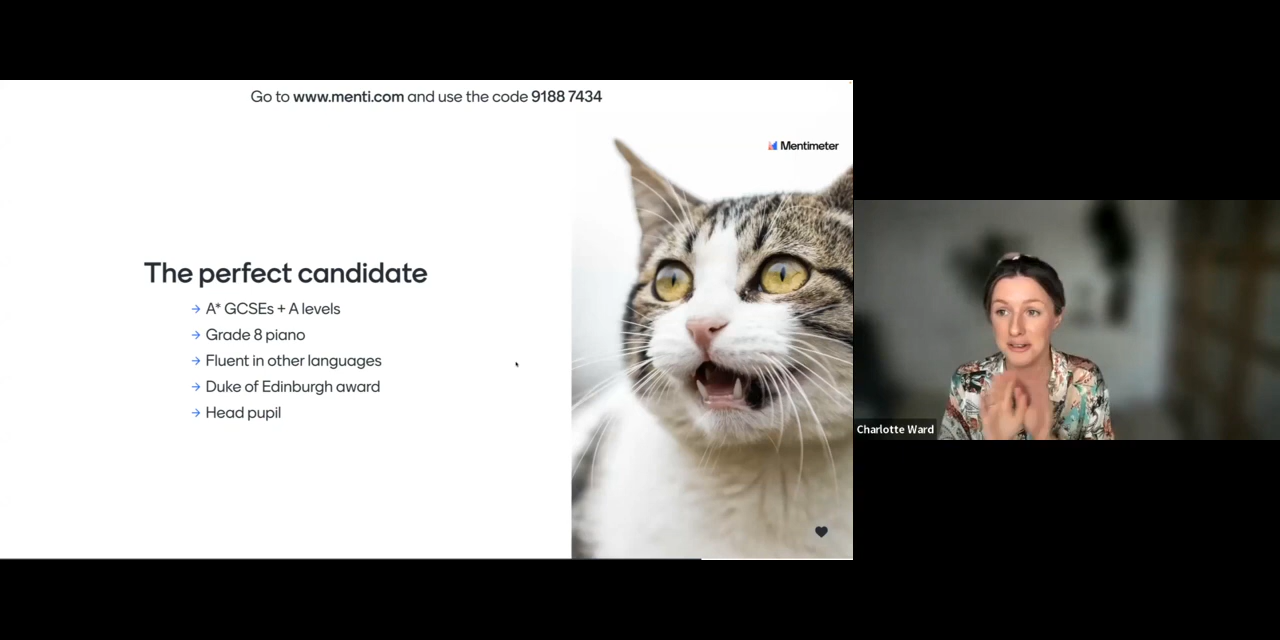 Go to www.menti.com and use the code 9188 7434
Mentimeter
The perfect candidate
→ A* GCSEs + A levels
→ Grade 8 piano
→ Fluent in other languages
→ Duke of Edinburgh award
→ Head pupil
Charlotte Ward